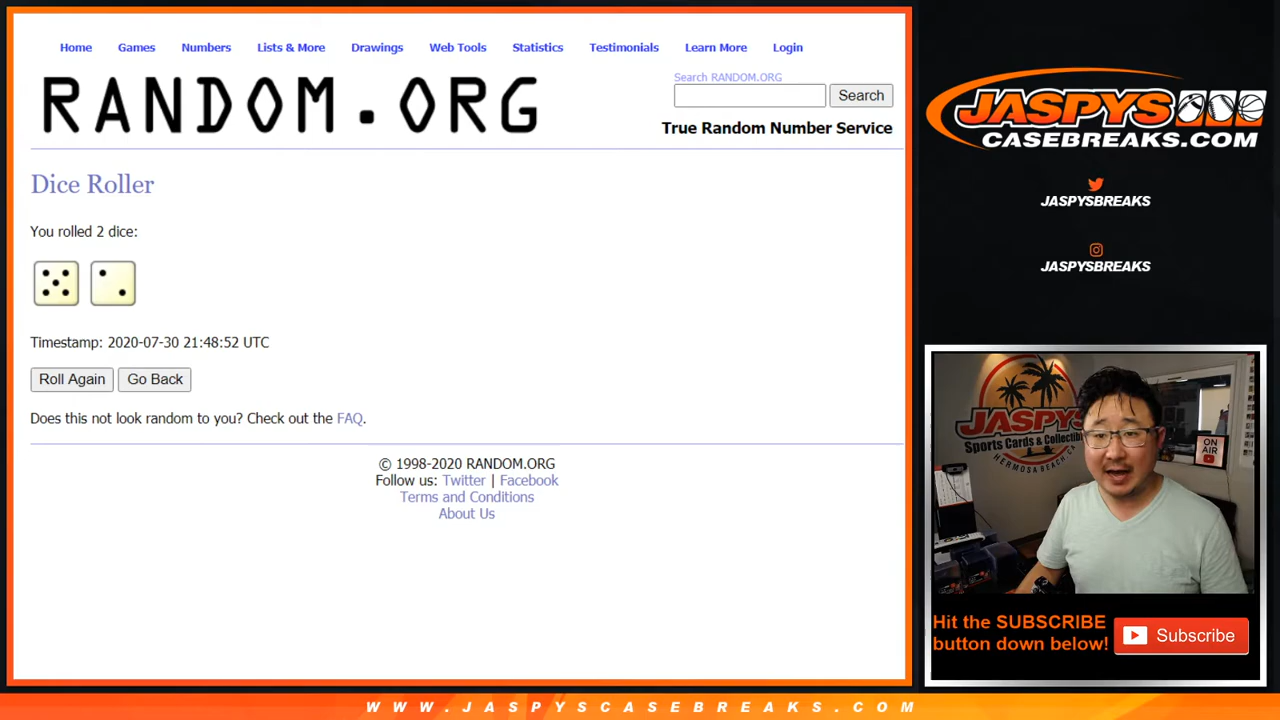 Home Games Numbers Lists & More Drawings Web Tools Statistics Testimonials Learn More Login
RANDOM.ORG
Search RANDOM.ORG
Search
True Random Number Service
Dice Roller
You rolled 2 dice:
Timestamp: 2020-07-30 21:48:52 UTC
Roll Again Go Back
Does this not look random to you? Check out the FAQ.
© 1998-2020 RANDOM.ORG
Follow us: Twitter | Facebook
Terms and Conditions
About Us
JASPYS
CASEBREAKS.COM
JASPYSBREAKS
JASPYSBREAKS
JASPYS
Sports Cards & Collectibl
HERMOSA BEACH, CA
ON AIR
Hit the SUBSCRIBE
button down below!
Subscribe
WWW.JASPYSCASEBREAKS.COM